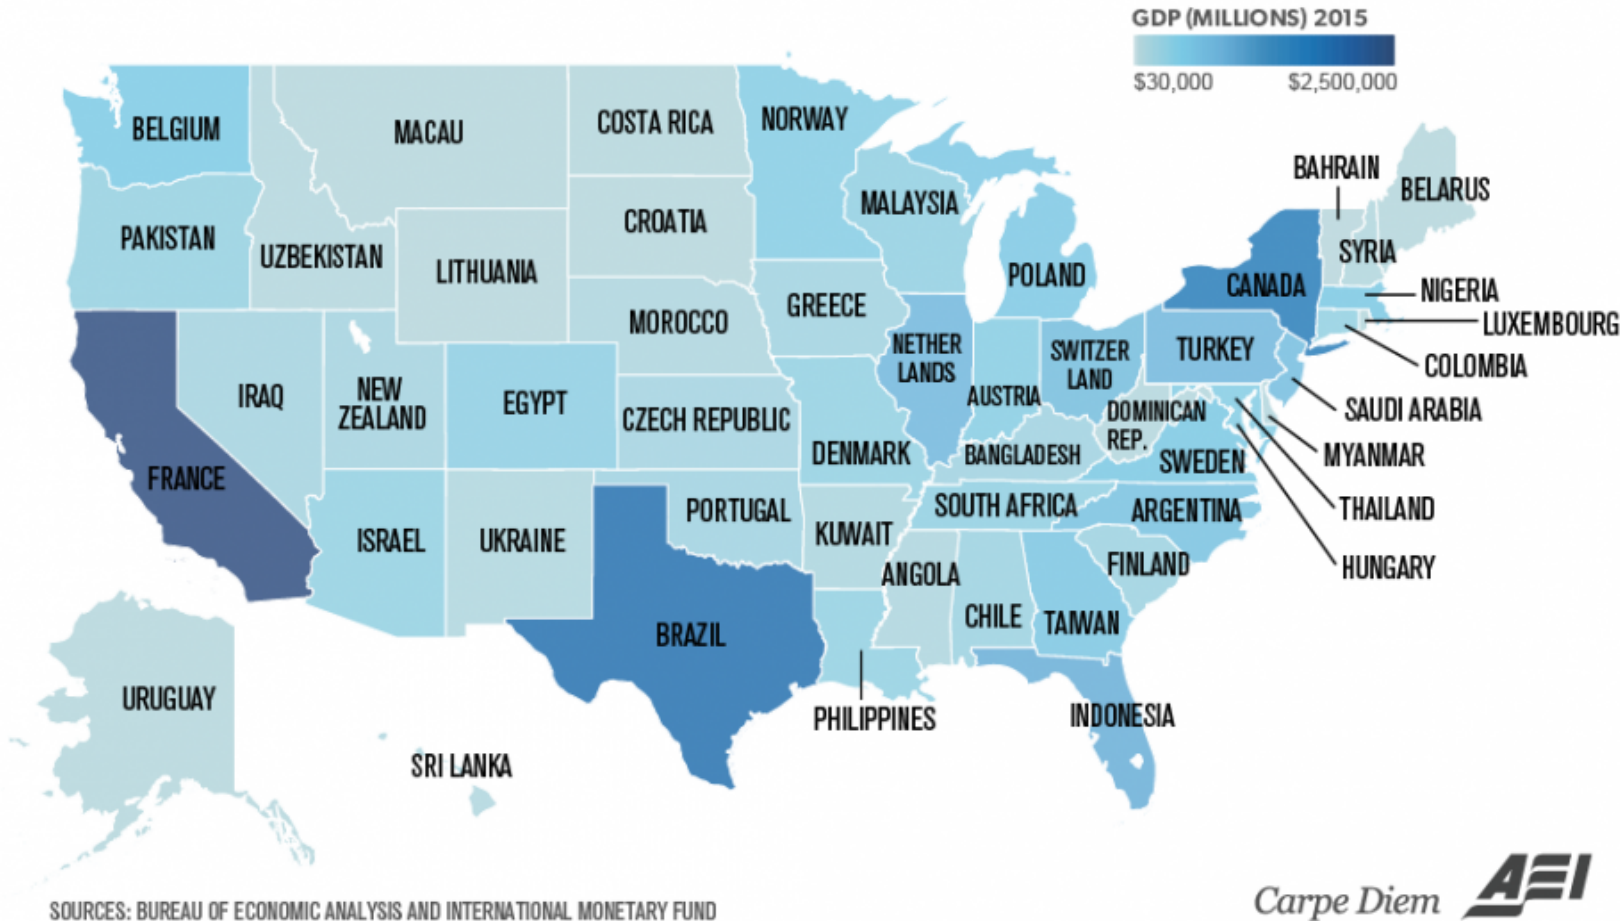 GDP (MILLIONS) 2015
$30,000
$2,500,000
BELGIUM
MACAU
COSTA RICA
NORWAY
BAHRAIN
BELARUS
PAKISTAN
UZBEKISTAN
LITHUANIA
CROATIA
MALAYSIA
SYRIA
POLAND
CANADA
NIGERIA
MOROCCO
GREECE
LUXEMBOURG
NETHER
LANDS
SWITZER
LAND
TURKEY
COLOMBIA
IRAQ
NEW
ZEALAND
EGYPT
AUSTRIA
SAUDI ARABIA
CZECH REPUBLIC
DOMINICAN
REP.
FRANCE
DENMARK
BANGLADESH
SWEDEN
MYANMAR
PORTUGAL
SOUTH AFRICA
ARGENTINA
THAILAND
ISRAEL
UKRAINE
KUWAIT
ANGOLA
FINLAND
HUNGARY
BRAZIL
CHILE
TAIWAN
URUGUAY
PHILIPPINES
INDONESIA
SRI LANKA
SOURCES: BUREAU OF ECONOMIC ANALYSIS AND INTERNATIONAL MONETARY FUND
Carpe Diem
AEI